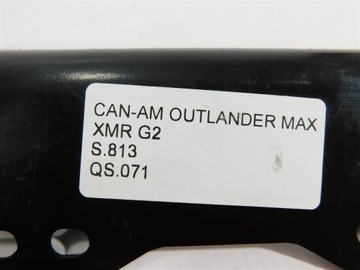 CAN-AM OUTLANDER MAX
XMR G2
S.813
QS.071